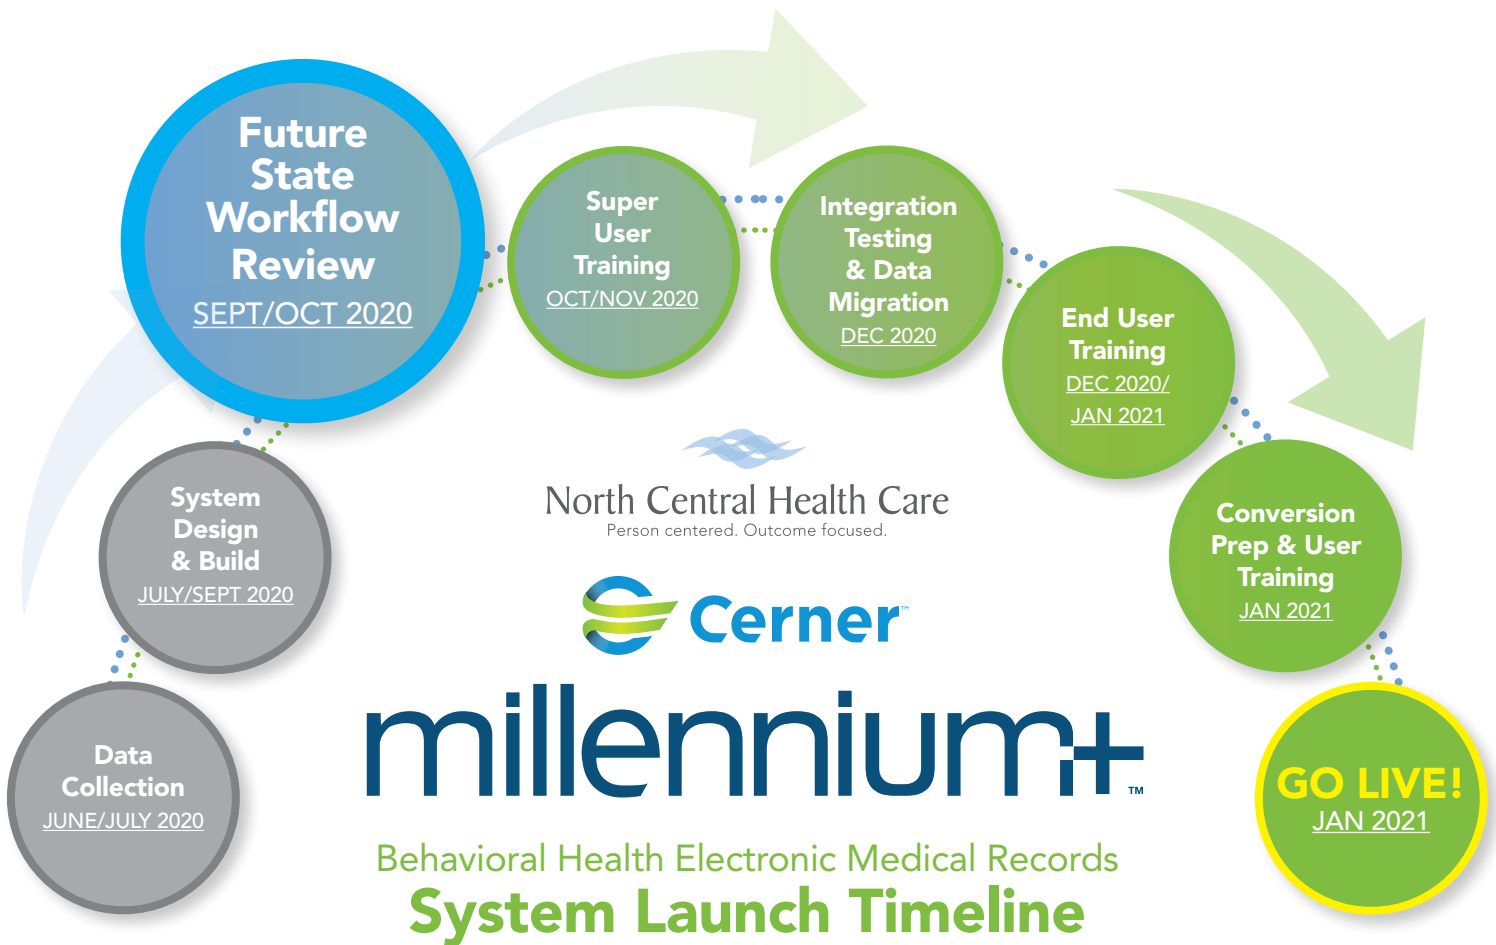 Future
State
Workflow
Review
SEPT/OCT 2020
Super
User
Training
OCT/NOV 2020
Integration
Testing
& Data
Migration
DEC 2020
End User
Training
DEC 2020/
JAN 2021
System
Design
& Build
JULY/SEPT 2020
Conversion
Prep & User
Training
JAN 2021
Data
Collection
JUNE/JULY 2020
GO LIVE!
JAN 2021
North Central Health Care
Person centered. Outcome focused.
Cerner™
millennium+™
Behavioral Health Electronic Medical Records
System Launch Timeline